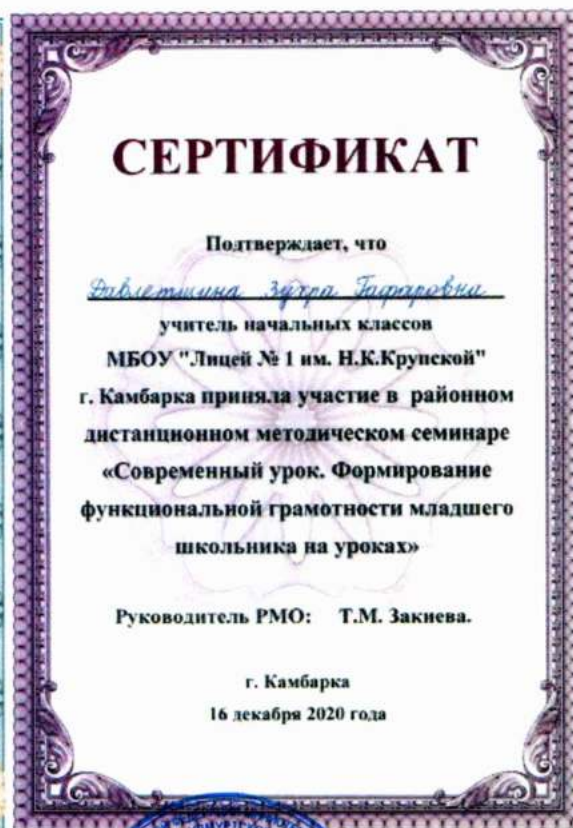 СЕРТИФИКАТ
Подтверждает, что
Давлетшина Зухра Гафаровна
учитель начальных классов
МБОУ "Лицей № 1 им. Н.К.Крупской"
г. Камбарка приняла участие в районном
дистанционном методическом семинаре
«Современный урок. Формирование
функциональной грамотности младшего
школьника на уроках»
Руководитель РМО: Т.М. Закиева.
г. Камбарка
16 декабря 2020 года